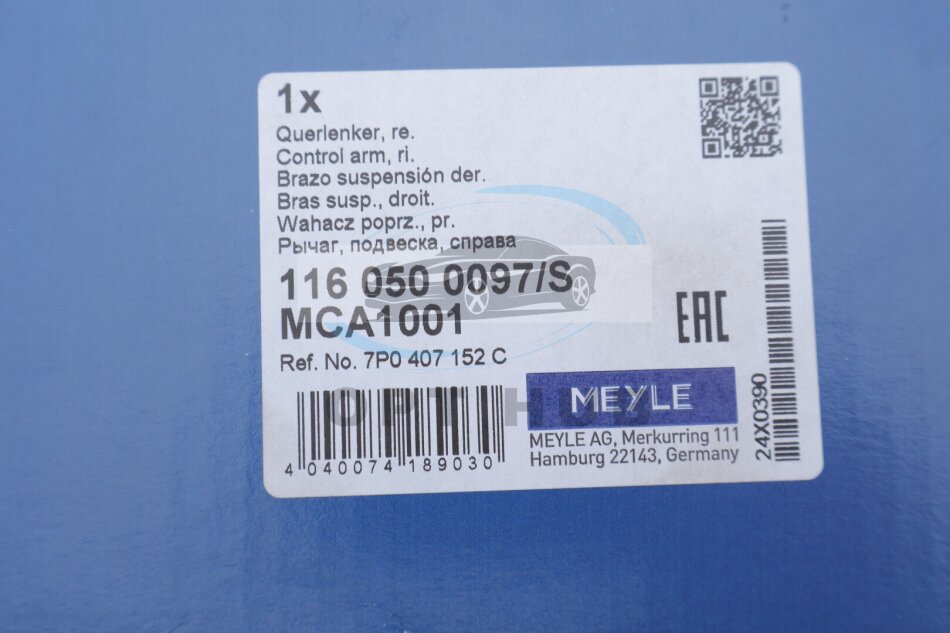 1x
Querlenker, re.
Control arm, ri.
Brazo suspensión der.
Bras susp., droit.
Wahacz poprz., pr.
Рычаг, подвеска, справа
116 050 0097/S
MCA1001
Ref. No. 7P0 407 152 C
EAC
MEYLE
MEYLE AG, Merkurring 111
Hamburg 22143, Germany
4 040074 189030
24X0390